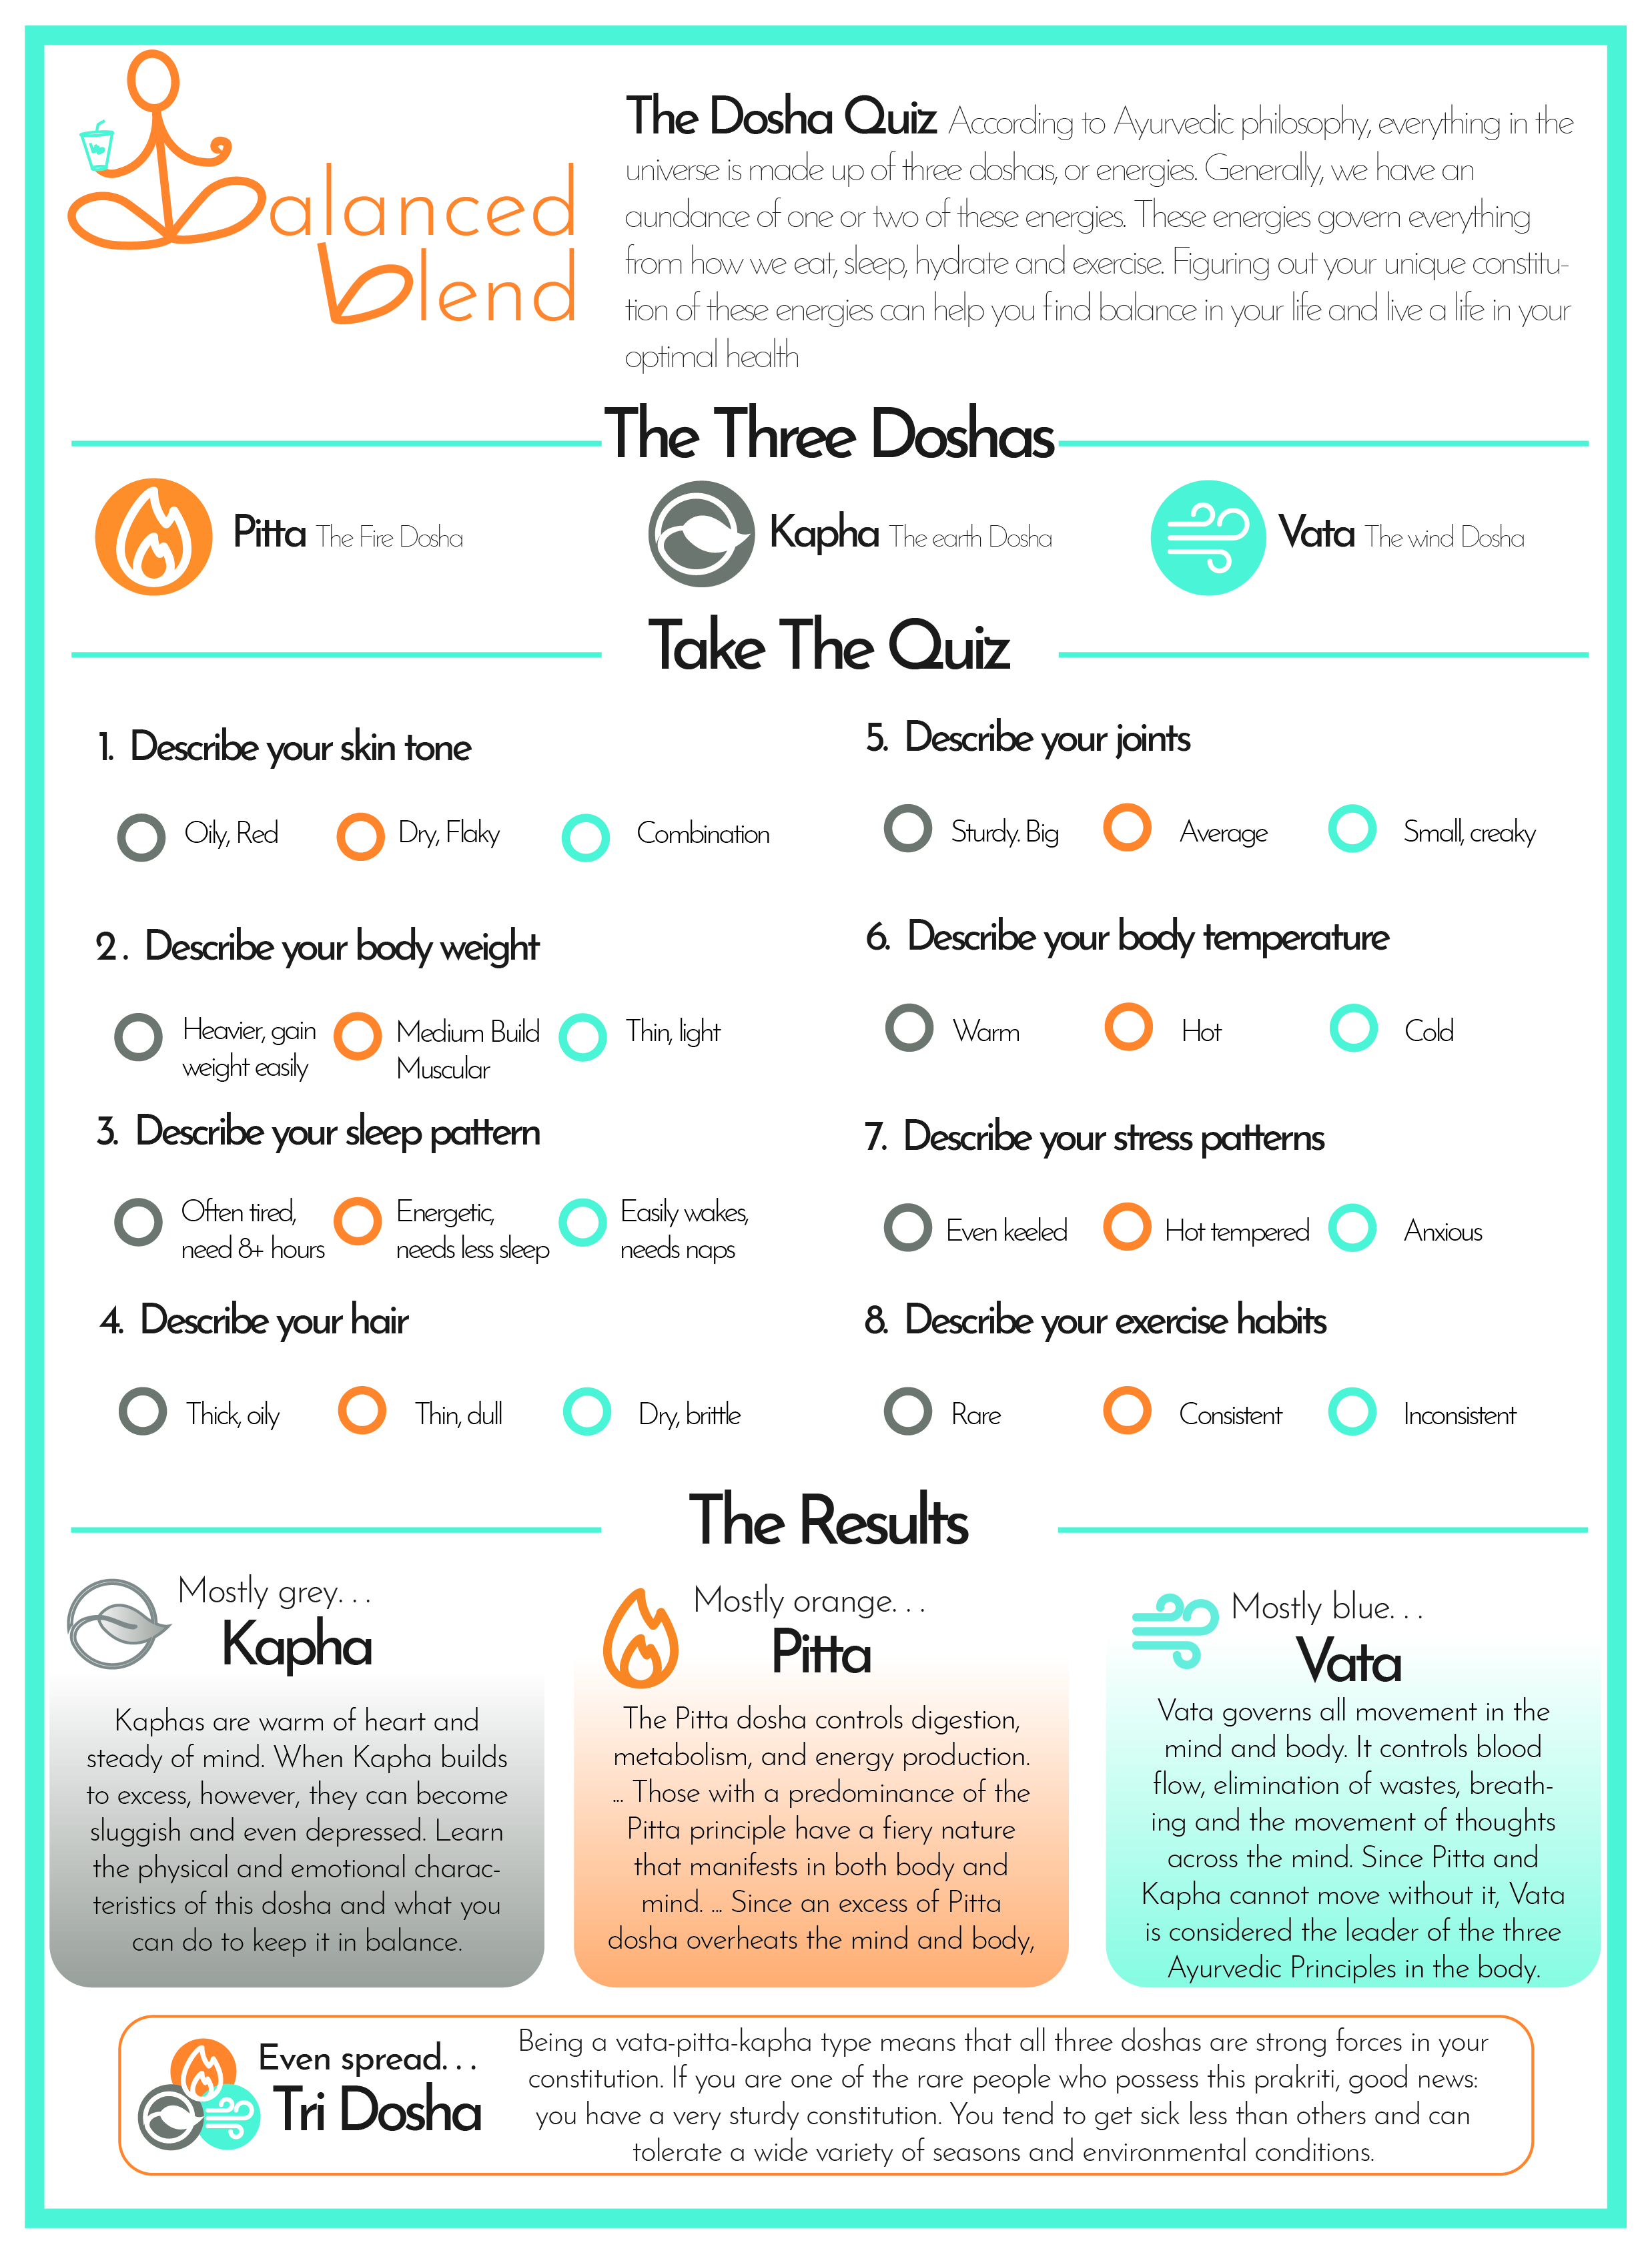 Balanced
blend
The Dosha Quiz According to Ayurvedic philosophy, everything in the
universe is made up of three doshas, or energies. Generally, we have an
aundance of one or two of these energies. These energies govern everything
from how we eat, sleep, hydrate and exercise. Figuring out your unique constitu-
tion of these energies can help you find balance in your life and live a life in your
optimal health
The Three Doshas
Pitta The Fire Dosha
Kapha The earth Dosha
Vata The wind Dosha
Take The Quiz
1. Describe your skin tone
Oily, Red
Dry, Flaky
Combination
2. Describe your body weight
Heavier, gain
weight easily
Medium Build
Muscular
Thin, light
3. Describe your sleep pattern
Often tired,
need 8+ hours
Energetic,
needs less sleep
Easily wakes,
needs naps
4. Describe your hair
Thick, oily
Thin, dull
Dry, brittle
5. Describe your joints
Sturdy. Big
Average
Small, creaky
6. Describe your body temperature
Warm
Hot
Cold
7. Describe your stress patterns
Even keeled
Hot tempered
Anxious
8. Describe your exercise habits
Rare
Consistent
Inconsistent
The Results
Mostly grey...
Kapha
Kaphas are warm of heart and
steady of mind. When Kapha builds
to excess, however, they can become
sluggish and even depressed. Learn
the physical and emotional charac-
teristics of this dosha and what you
can do to keep it in balance.
Mostly orange...
Pitta
The Pitta dosha controls digestion,
metabolism, and energy production.
... Those with a predominance of the
Pitta principle have a fiery nature
that manifests in both body and
mind. ... Since an excess of Pitta
dosha overheats the mind and body,
Mostly blue...
Vata
Vata governs all movement in the
mind and body. It controls blood
flow, elimination of wastes, breath-
ing and the movement of thoughts
across the mind. Since Pitta and
Kapha cannot move without it, Vata
is considered the leader of the three
Ayurvedic Principles in the body.
Even spread...
Tri Dosha
Being a vata-pitta-kapha type means that all three doshas are strong forces in your
constitution. If you are one of the rare people who possess this prakriti, good news:
you have a very sturdy constitution. You tend to get sick less than others and can
tolerate a wide variety of seasons and environmental conditions.